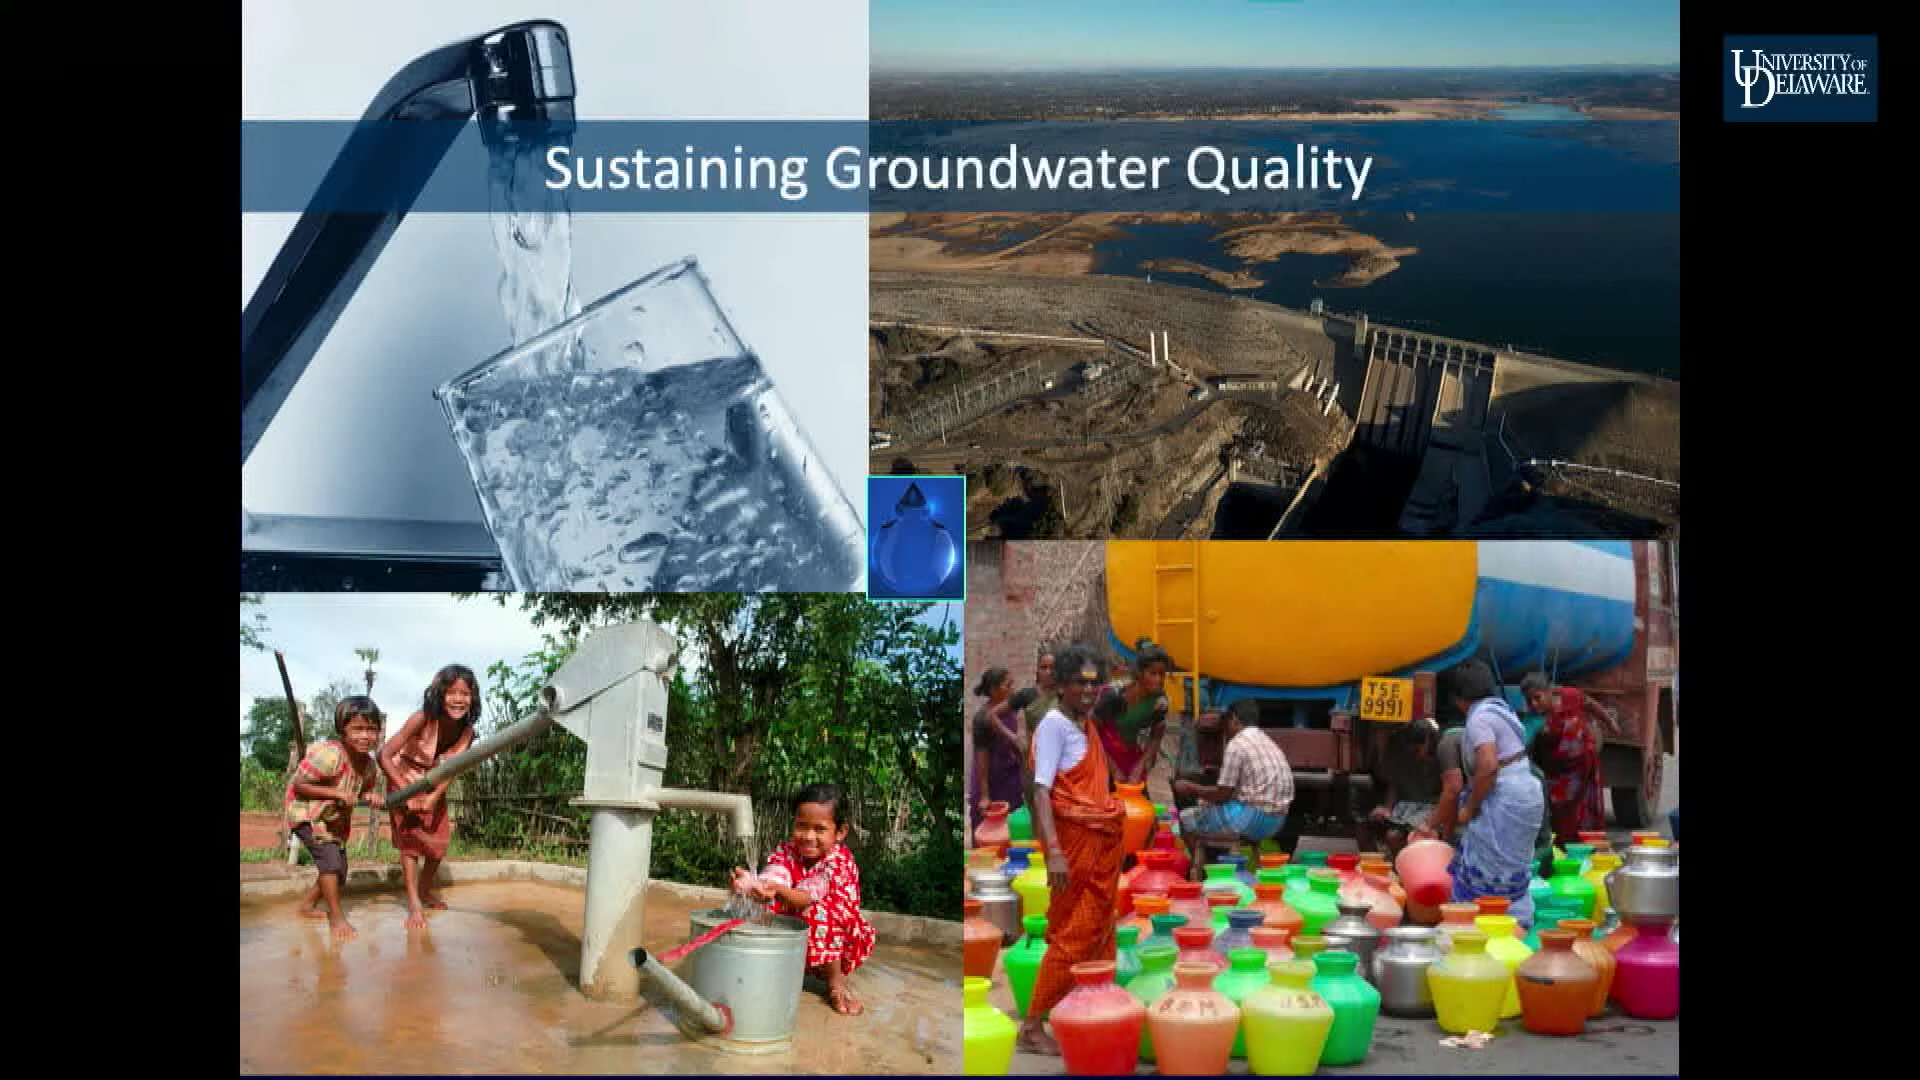 UNIVERSITY OF
DELAWARE
Sustaining Groundwater Quality
TSE
9991